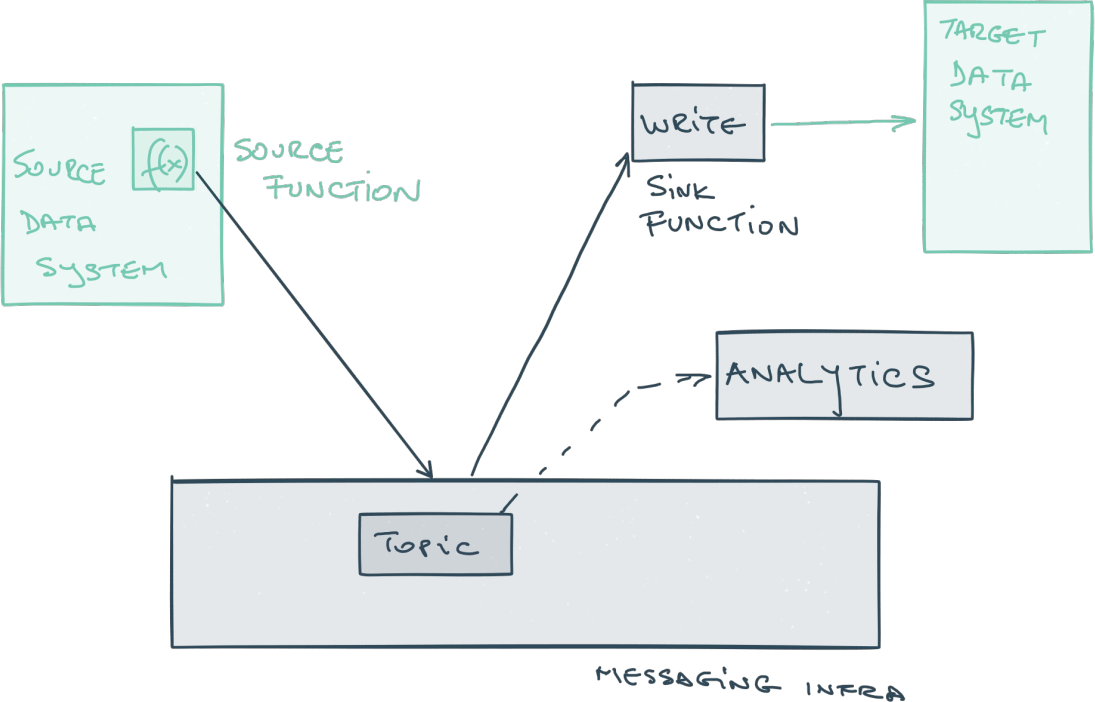 TARGET
DATA
SYSTEM
WRiTE
f(x)
SOURCE
FUNCTiON
SOURCE
DATA
SYSTEM
SiNK
FUNCTiON
ANALYTiCS
Topic
MESSAGiNG INFRA